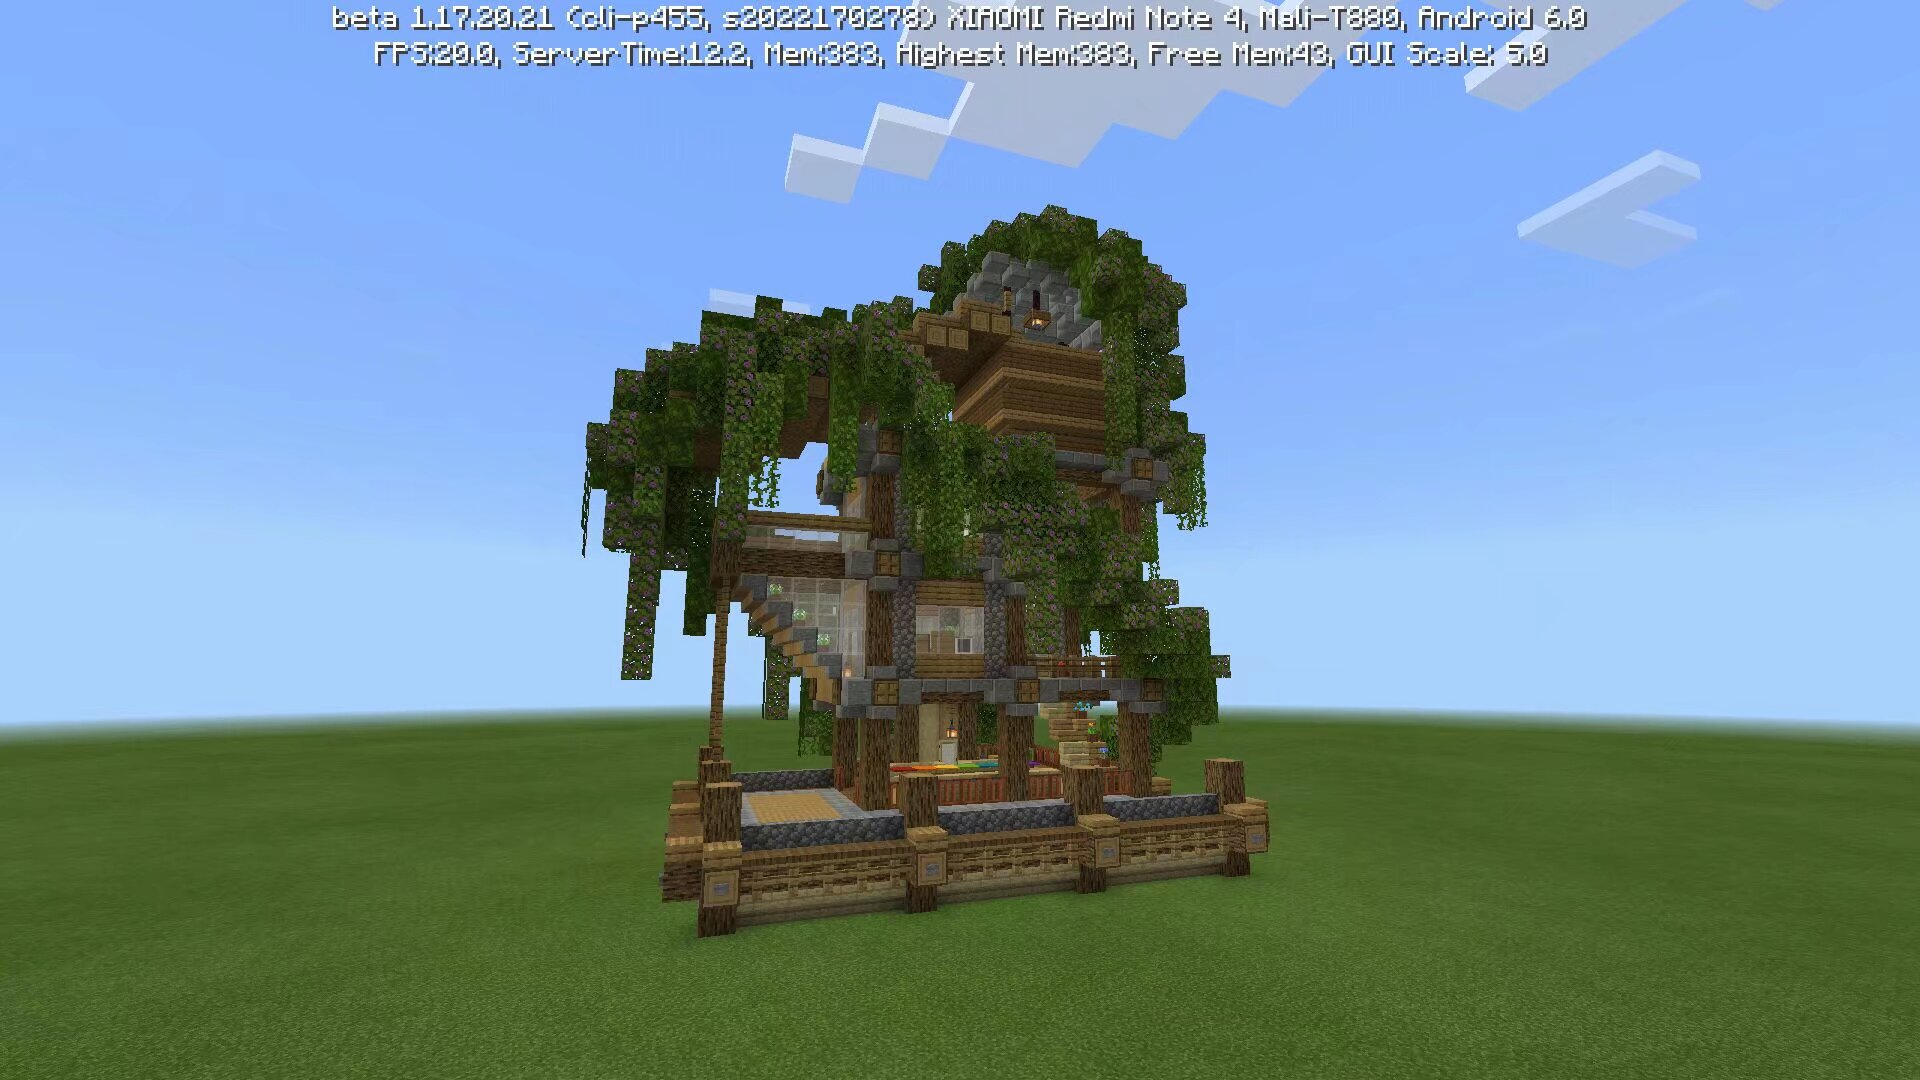 beta 1.17.20.21 (cli-p455, s2022170278) XIAOMI Redmi Note 4, Mali-T880, Android 6.0
FPS:20.0, ServerTime:12.2, Mem:383, Highest Mem:383, Free Mem:43, GUI Scale: 5.0